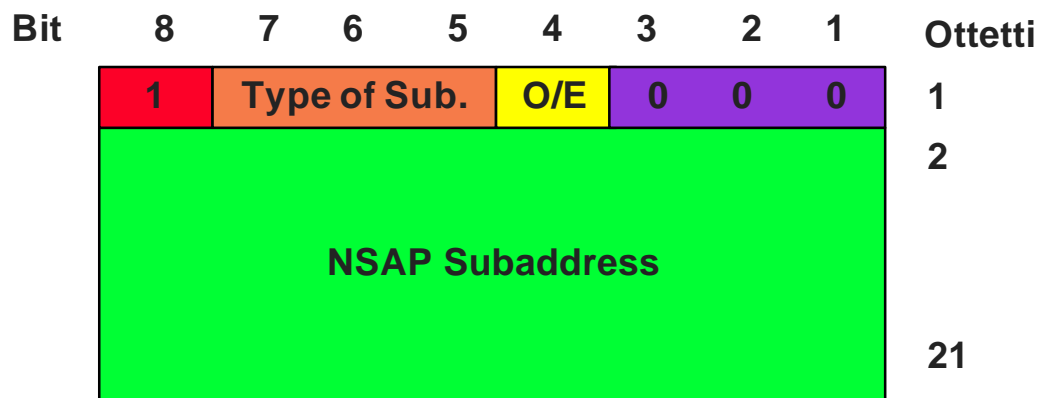 Bit 8 7 6 5 4 3 2 1 Ottetti
1 Type of Sub. O/E 0 0 0 1
2
NSAP Subaddress
21